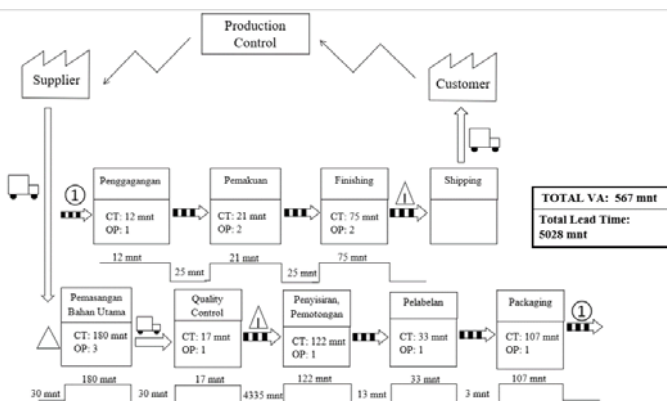 Production
Control
Supplier
Customer
1
Penggagangan
CT: 12 mnt
OP: 1
Pemakuan
CT: 21 mnt
OP: 2
Finishing
CT: 75 mnt
OP: 2
I
Shipping
TOTAL VA: 567 mnt
Total Lead Time:
5028 mnt
12 mnt
25 mnt
21 mnt
25 mnt
75 mnt
Pemasangan
Bahan Utama
CT: 180 mnt
OP: 3
Quality
Control
CT: 17 mnt
OP: 1
I
Penyisiran,
Pemotongan
CT: 122 mnt
OP: 1
Pelabelan
CT: 33 mnt
OP: 1
Packaging
CT: 107 mnt
OP: 1
1
30 mnt
180 mnt
30 mnt
17 mnt
4335 mnt
122 mnt
13 mnt
33 mnt
3 mnt
107 mnt